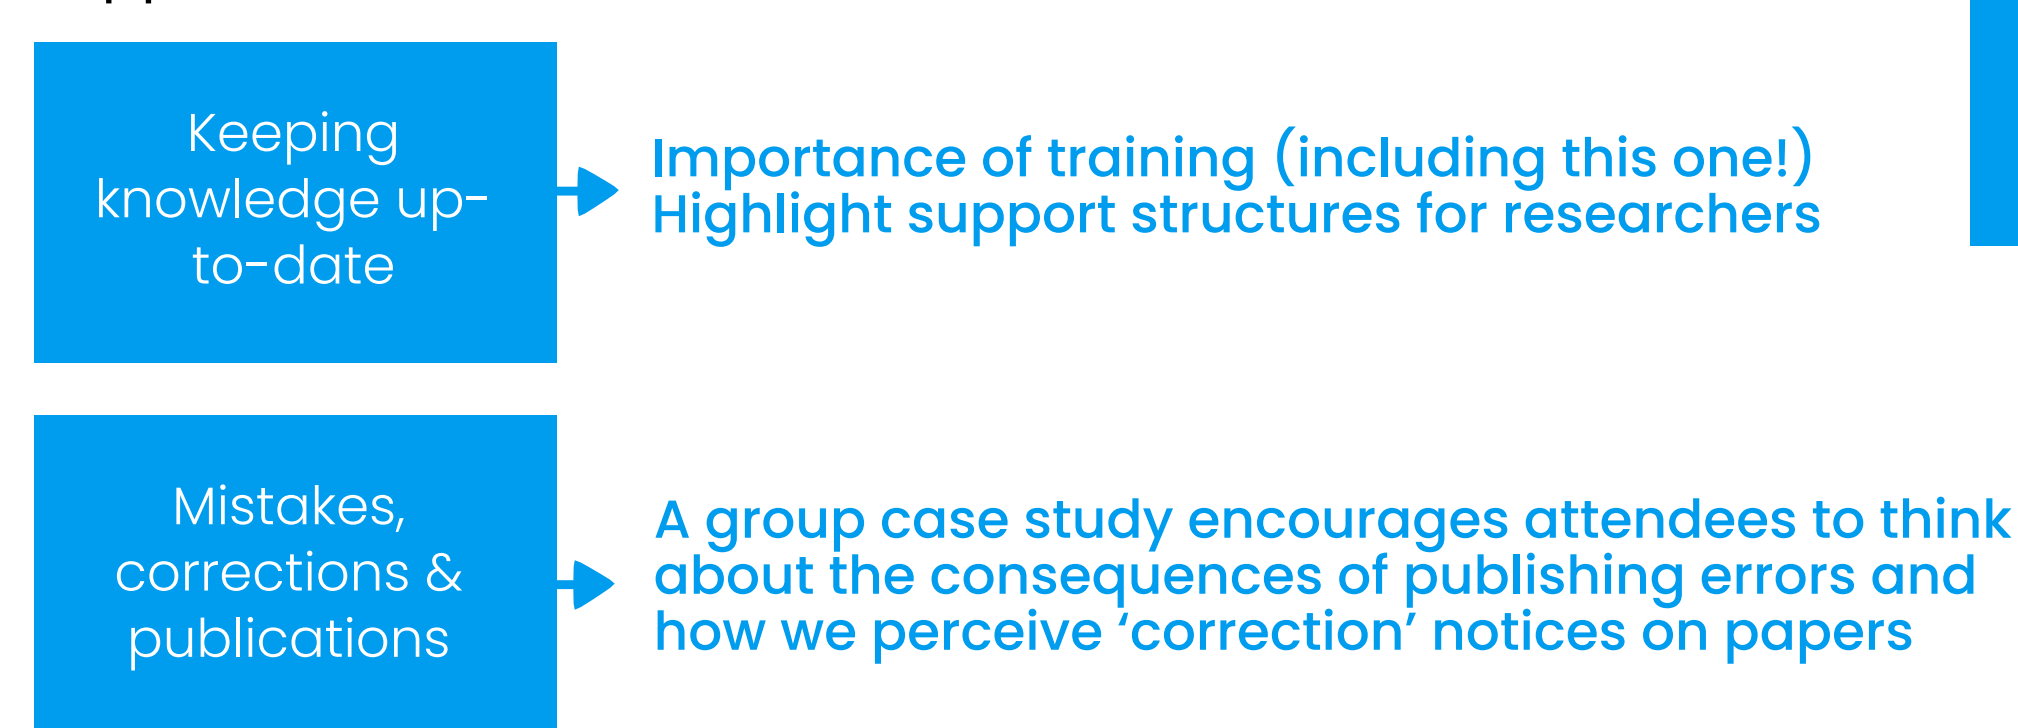 Keeping
knowledge up-
to-date
Importance of training (including this one!)
Highlight support structures for researchers
Mistakes,
corrections &
publications
A group case study encourages attendees to think
about the consequences of publishing errors and
how we perceive ‘correction’ notices on papers